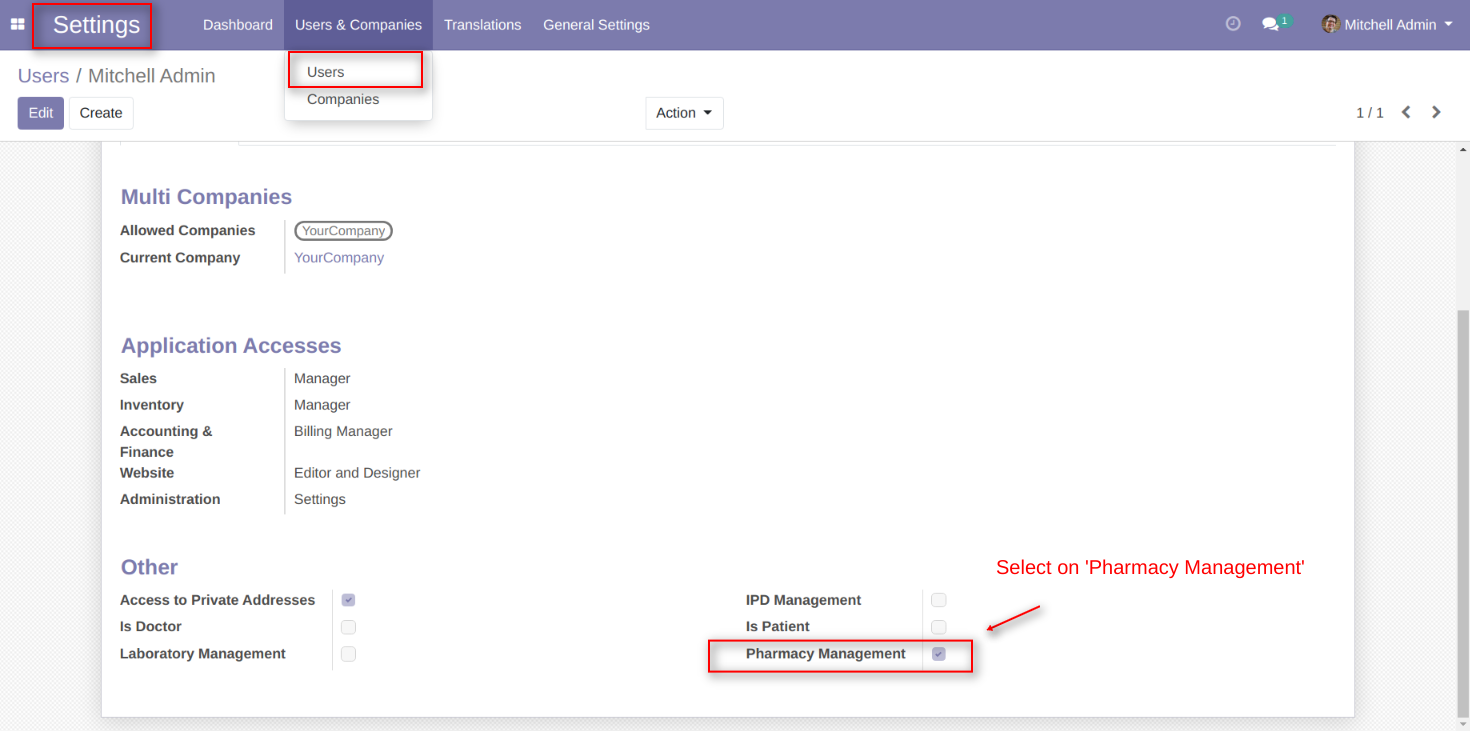 Settings Dashboard Users & Companies Translations General Settings 1 Mitchell Admin
Users / Mitchell Admin
Users
Companies
Edit Create Action 1 / 1
Multi Companies
Allowed Companies YourCompany
Current Company YourCompany
Application Accesses
Sales Manager
Inventory Manager
Accounting & Billing Manager
Finance
Website Editor and Designer
Administration Settings
Other
Select on 'Pharmacy Management'
Access to Private Addresses IPD Management
Is Doctor Is Patient
Laboratory Management Pharmacy Management